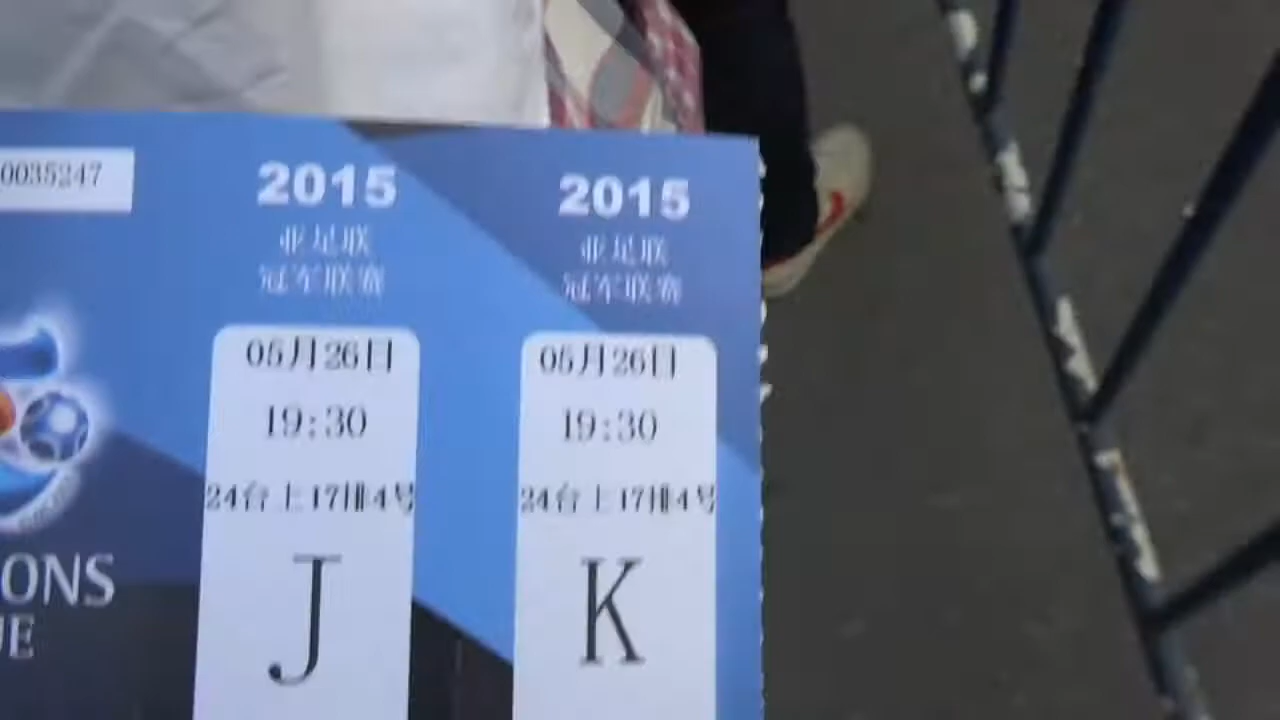 0035247
2015
亚足联
冠军联赛
05月26日
19:30
24台上17排4号
J
2015
亚足联
冠军联赛
05月26日
19:30
24台上17排4号
K
ONS
UE